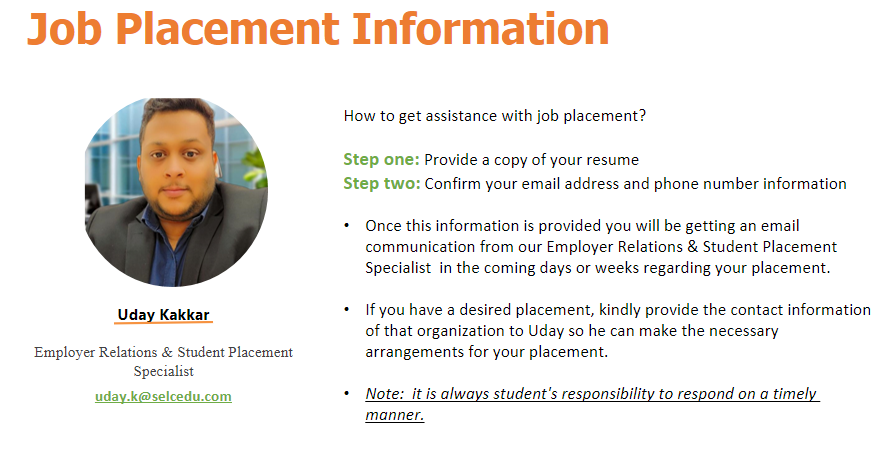 Job Placement Information
How to get assistance with job placement?
Step one: Provide a copy of your resume
Step two: Confirm your email address and phone number information
• Once this information is provided you will be getting an email
communication from our Employer Relations & Student Placement
Specialist in the coming days or weeks regarding your placement.
• If you have a desired placement, kindly provide the contact information
of that organization to Uday so he can make the necessary
arrangements for your placement.
• Note: it is always student's responsibility to respond on a timely
manner.
Uday Kakkar
Employer Relations & Student Placement
Specialist
uday.k@selcedu.com